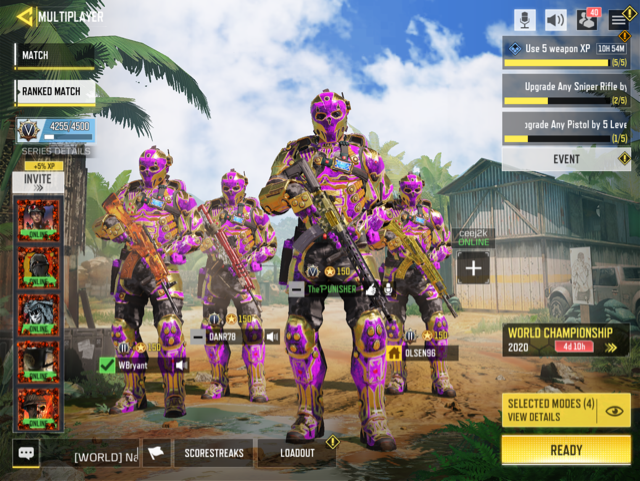 MULTIPLAYER
40
MATCH
RANKED MATCH
4255/4500
SERIES DETAILS
+5% XP
INVITE
ONLINE
ONLINE
ONLINE
ONLINE
ONLINE
Use 5 weapon XP 10H 54M
(5/5)
Upgrade Any Sniper Rifle by
(2/5)
grade Any Pistol by 5 Leve
(1/5)
EVENT
ceej2k
ONLINE
150
ThePUNISHER
150
DANR78
WBryant
150
OLSEN96
WORLD CHAMPIONSHIP
2020
4d 10h
SELECTED MODES (4)
VIEW DETAILS
READY
[WORLD]
SCORESTREAKS
LOADOUT